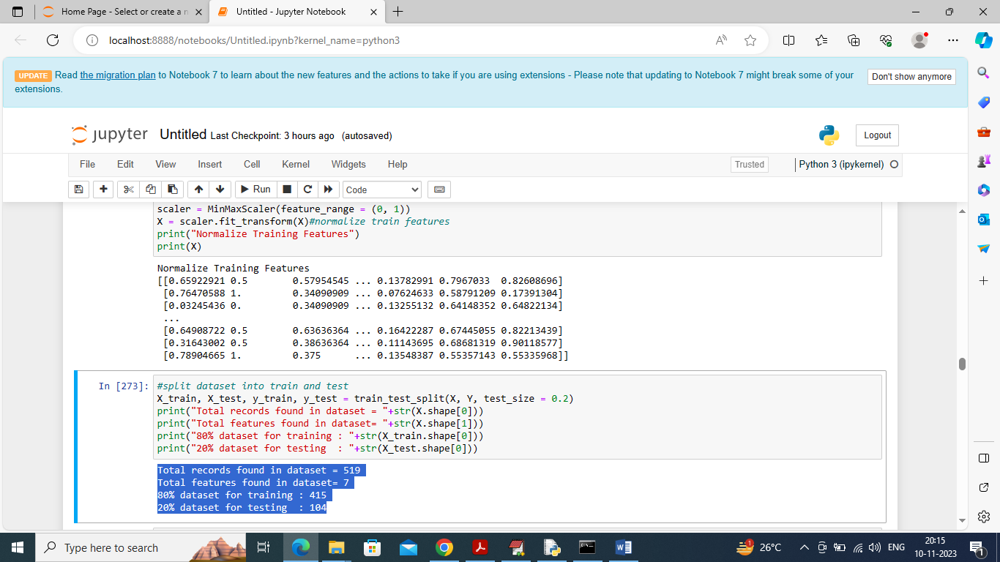 Home Page - Select or create a n
Untitled - Jupyter Notebook
localhost:8888/notebooks/Untitled.ipynb?kernel_name=python3
UPDATE Read the migration plan to Notebook 7 to learn about the new features and the actions to take if you are using extensions - Please note that updating to Notebook 7 might break some of your
extensions.
Don't show anymore
jupyter Untitled Last Checkpoint: 3 hours ago (autosaved)
Logout
File Edit View Insert Cell Kernel Widgets Help
Trusted
Python 3 (ipykernel)
Run
Code
scaler = MinMaxScaler(feature_range = (0, 1))
X = scaler.fit_transform(X)#normalize train features
print("Normalize Training Features")
print(X)
Normalize Training Features
[[0.65922921 0.5        0.57954545 ... 0.13782991 0.7967033  0.82608696]
 [0.76470588 1.         0.34090909 ... 0.07624633 0.58791209 0.17391304]
 [0.03245436 0.         0.34090909 ... 0.13255132 0.64148352 0.64822134]
 ...
 [0.64908722 0.5        0.63636364 ... 0.16422287 0.67445055 0.82213439]
 [0.31643002 0.5        0.38636364 ... 0.11143695 0.68681319 0.90118577]
 [0.78904665 1.         0.375      ... 0.13548387 0.55357143 0.55335968]]
In [273]:
#split dataset into train and test
X_train, X_test, y_train, y_test = train_test_split(X, Y, test_size = 0.2)
print("Total records found in dataset = "+str(X.shape[0]))
print("Total features found in dataset= "+str(X.shape[1]))
print("80% dataset for training : "+str(X_train.shape[0]))
print("20% dataset for testing  : "+str(X_test.shape[0]))
Total records found in dataset = 519
Total features found in dataset= 7
80% dataset for training : 415
20% dataset for testing  : 104
Type here to search
1
26°C
ENG
20:15
10-11-2023
1